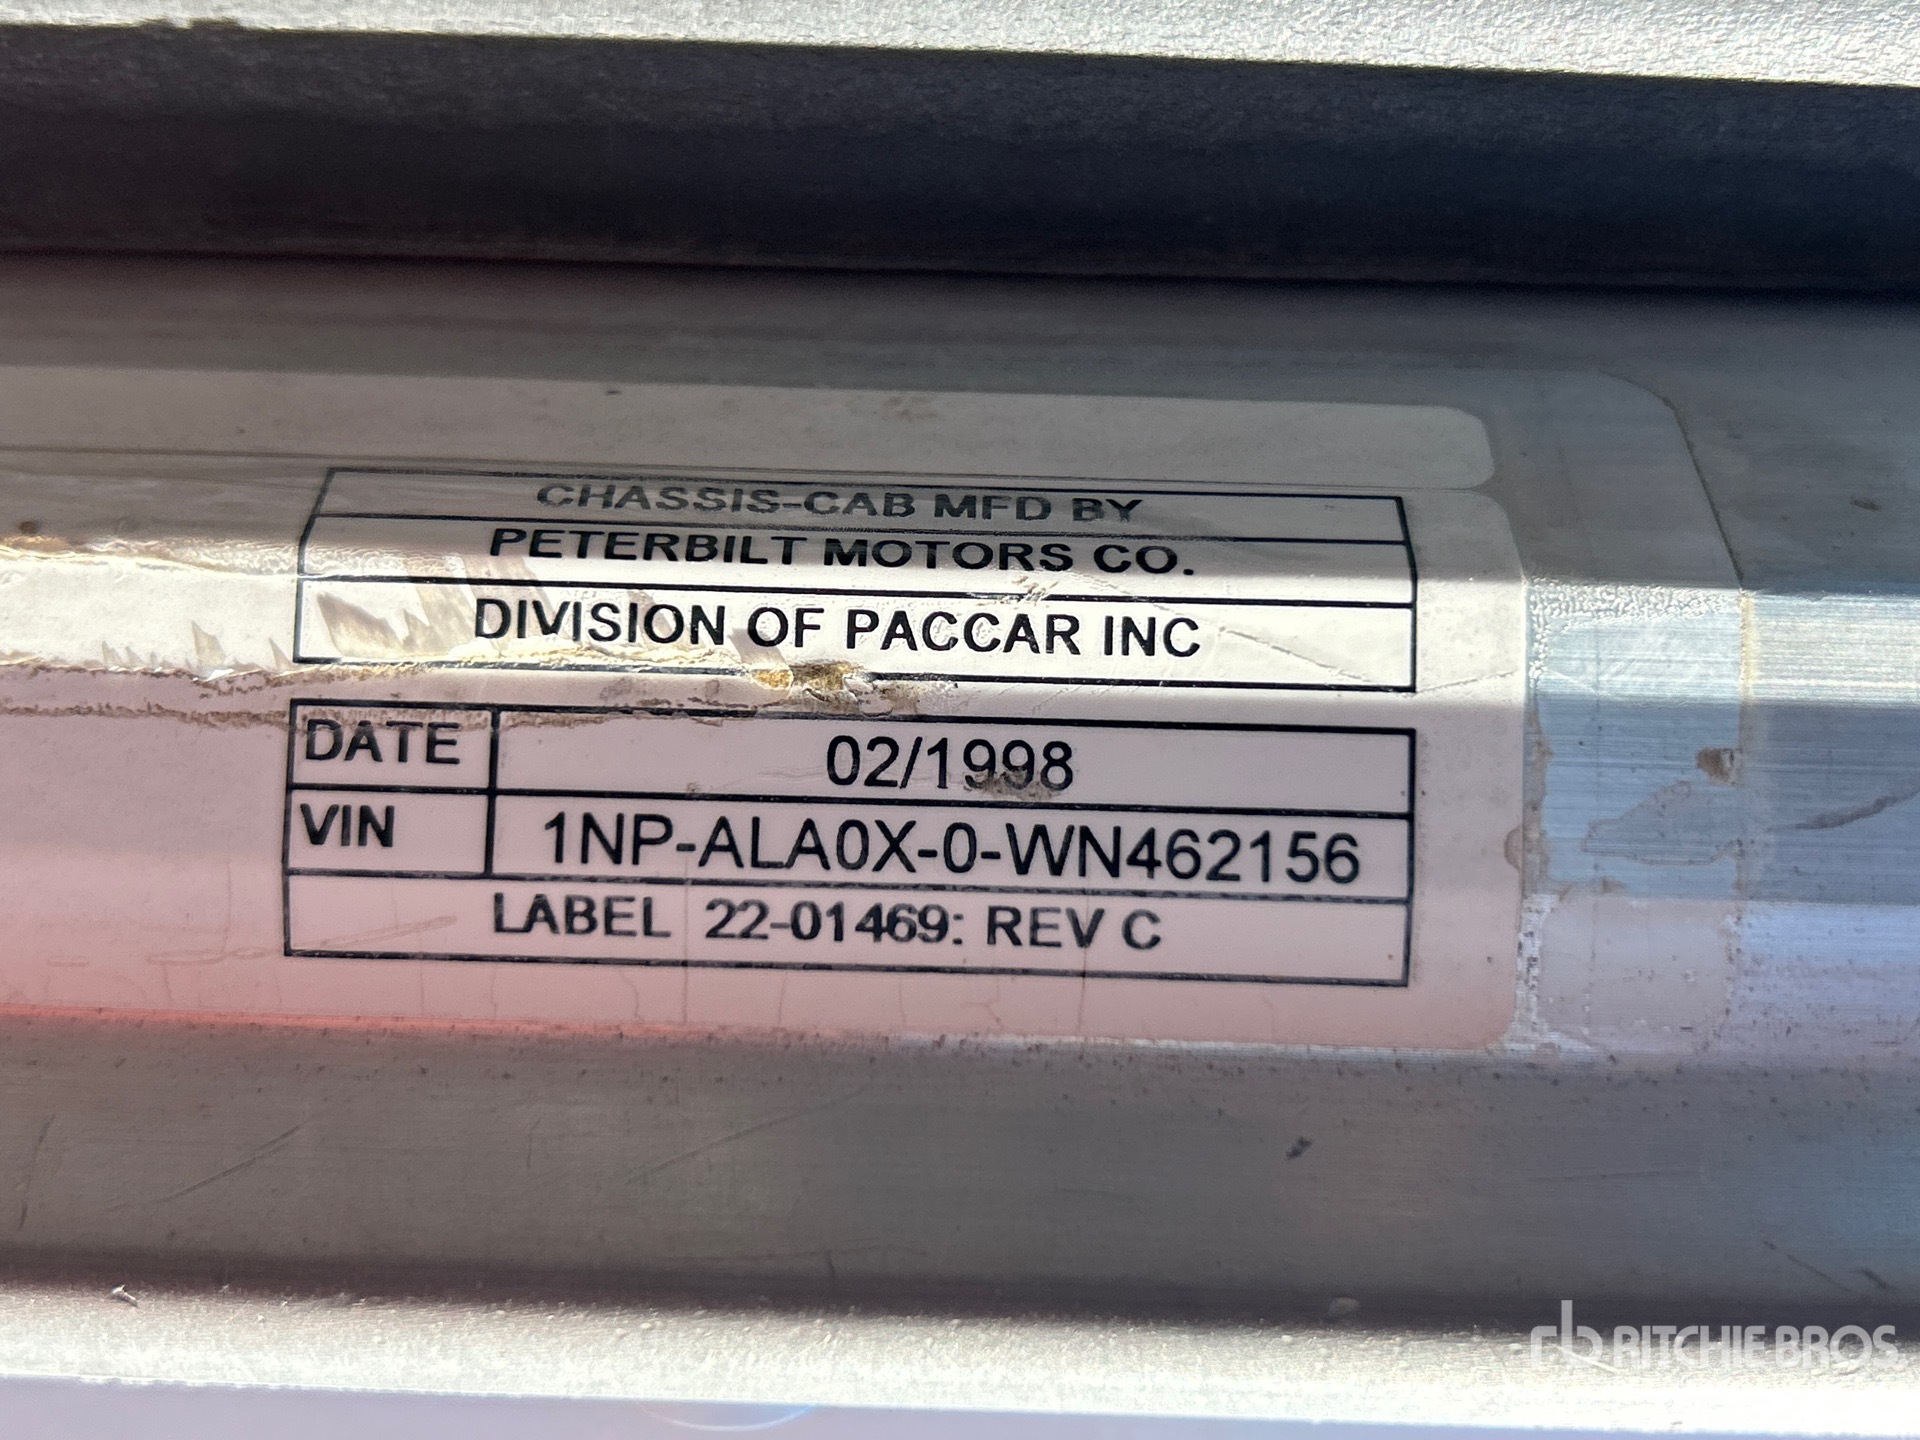 CHASSIS-CAB MFD BY
PETERBILT MOTORS CO.
DIVISION OF PACCAR INC
DATE 02/1998
VIN 1NP-ALA0X-0-WN462156
LABEL 22-01469: REV C
rb RITCHIE BROS